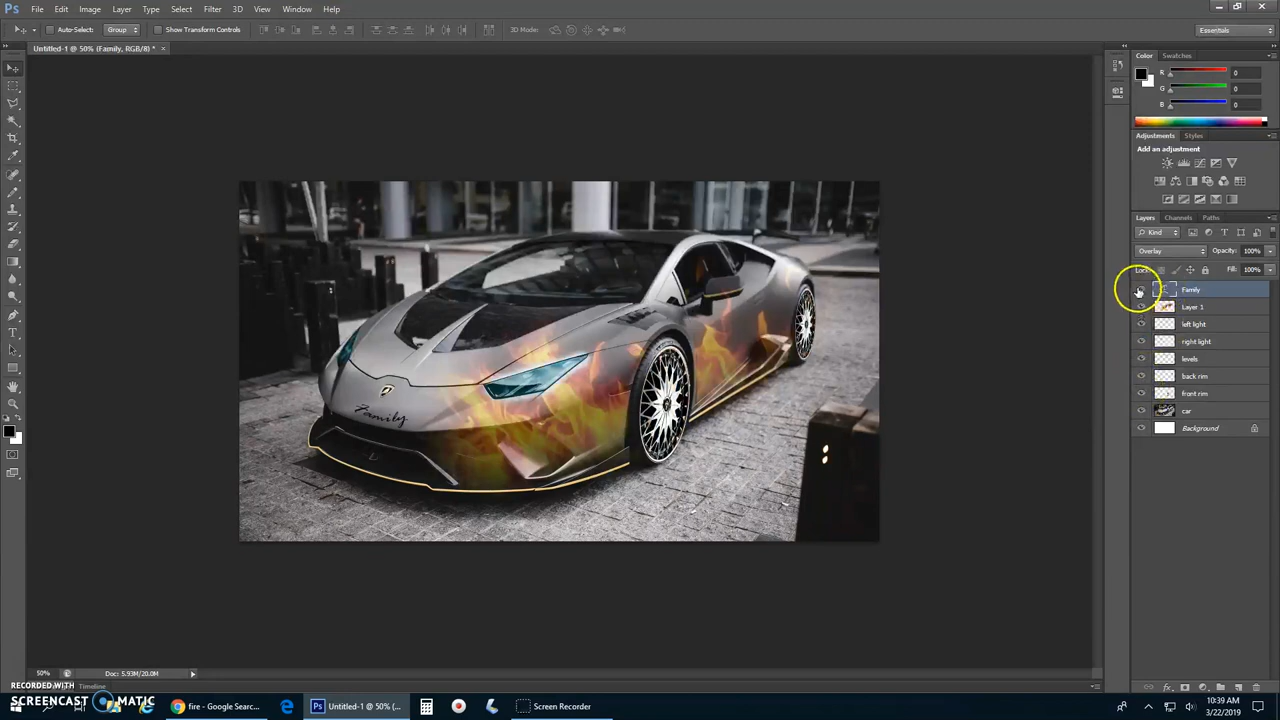 Ps File Edit Image Layer Type Select Filter 3D View Window Help
Auto-Select: Group Show Transform Controls 3D Mode: Essentials
Untitled-1 @ 50% (Family, RGB/8) * ×
Color Swatches
R 0
G 0
B 0
Adjustments Styles
Add an adjustment
Layers Channels Paths
Kind
Overlay Opacity: 100%
Lock: Fill: 100%
Family
Layer 1
left light
right light
levels
back rim
front rim
car
Background
Family
50% Doc: 5.93M/20.0M
RECORDED WITH
Timeline
SCREENCAST MATIC
fire - Google Searc...
Ps Untitled-1 @ 50% (...
Screen Recorder
10:39 AM
3/22/2019